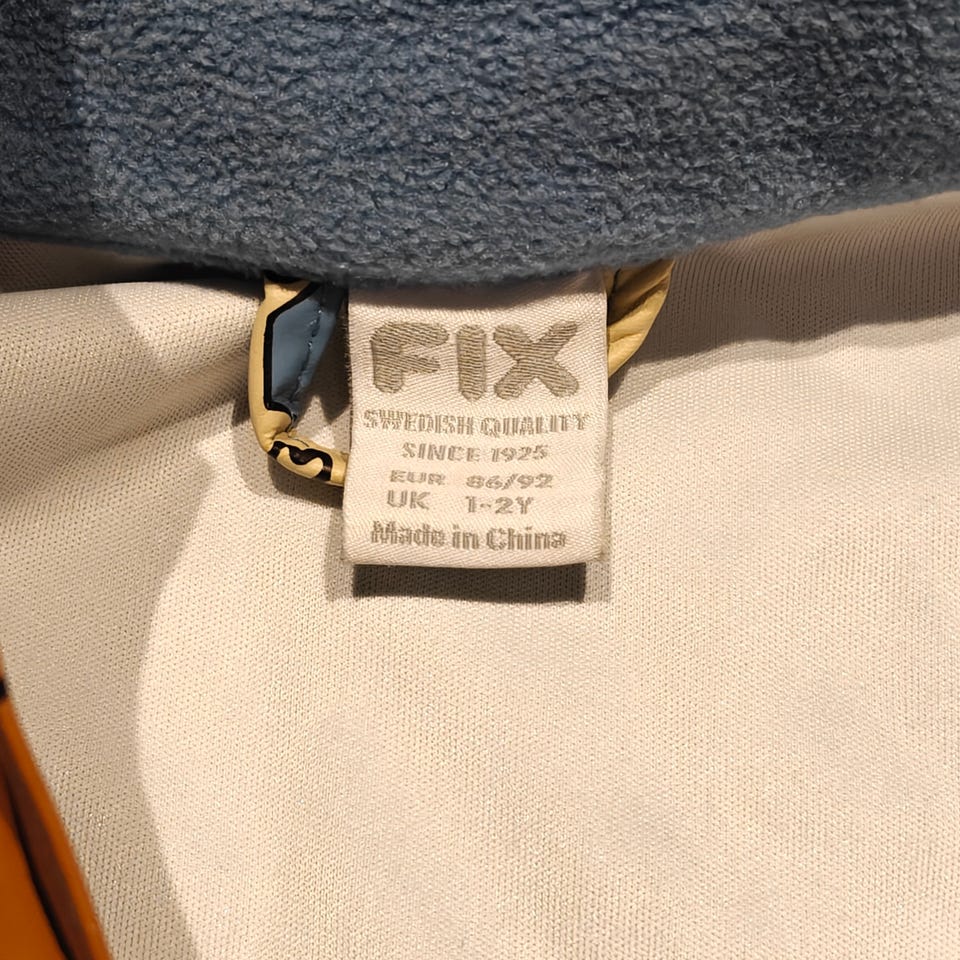 FIX
SWEDISH QUALITY
SINCE 1925
EUR 86/92
UK 1-2Y
Made in China